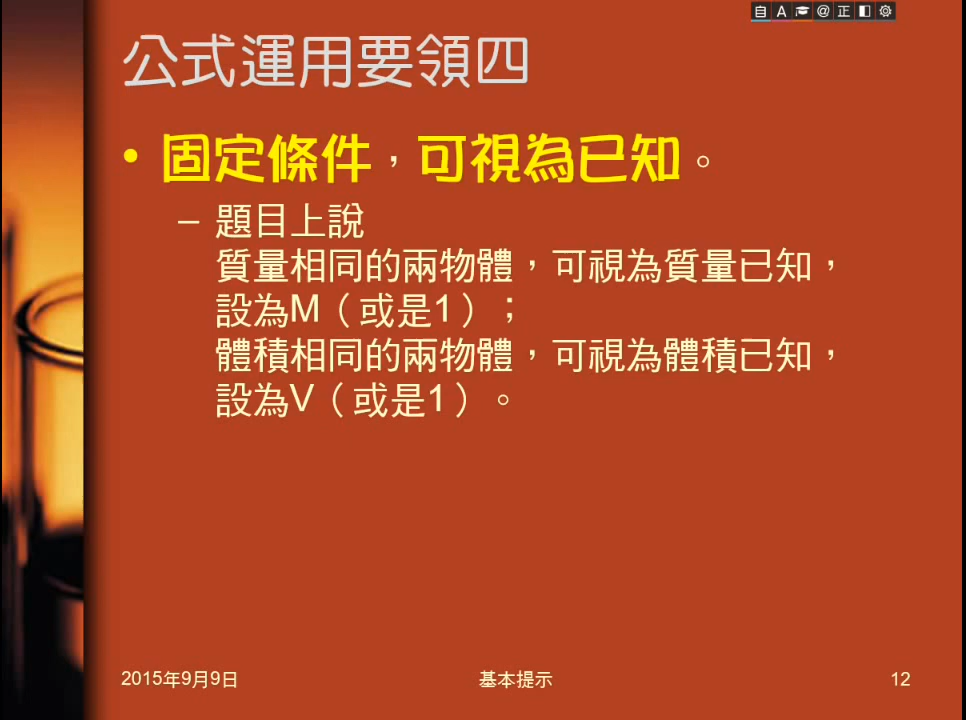 自 A @ 正
公式運用要領四
• 固定條件，可視為已知。
– 題目上說
質量相同的兩物體，可視為質量已知，
設為M（或是1）；
體積相同的兩物體，可視為體積已知，
設為V（或是1）。
2015年9月9日 基本提示 12